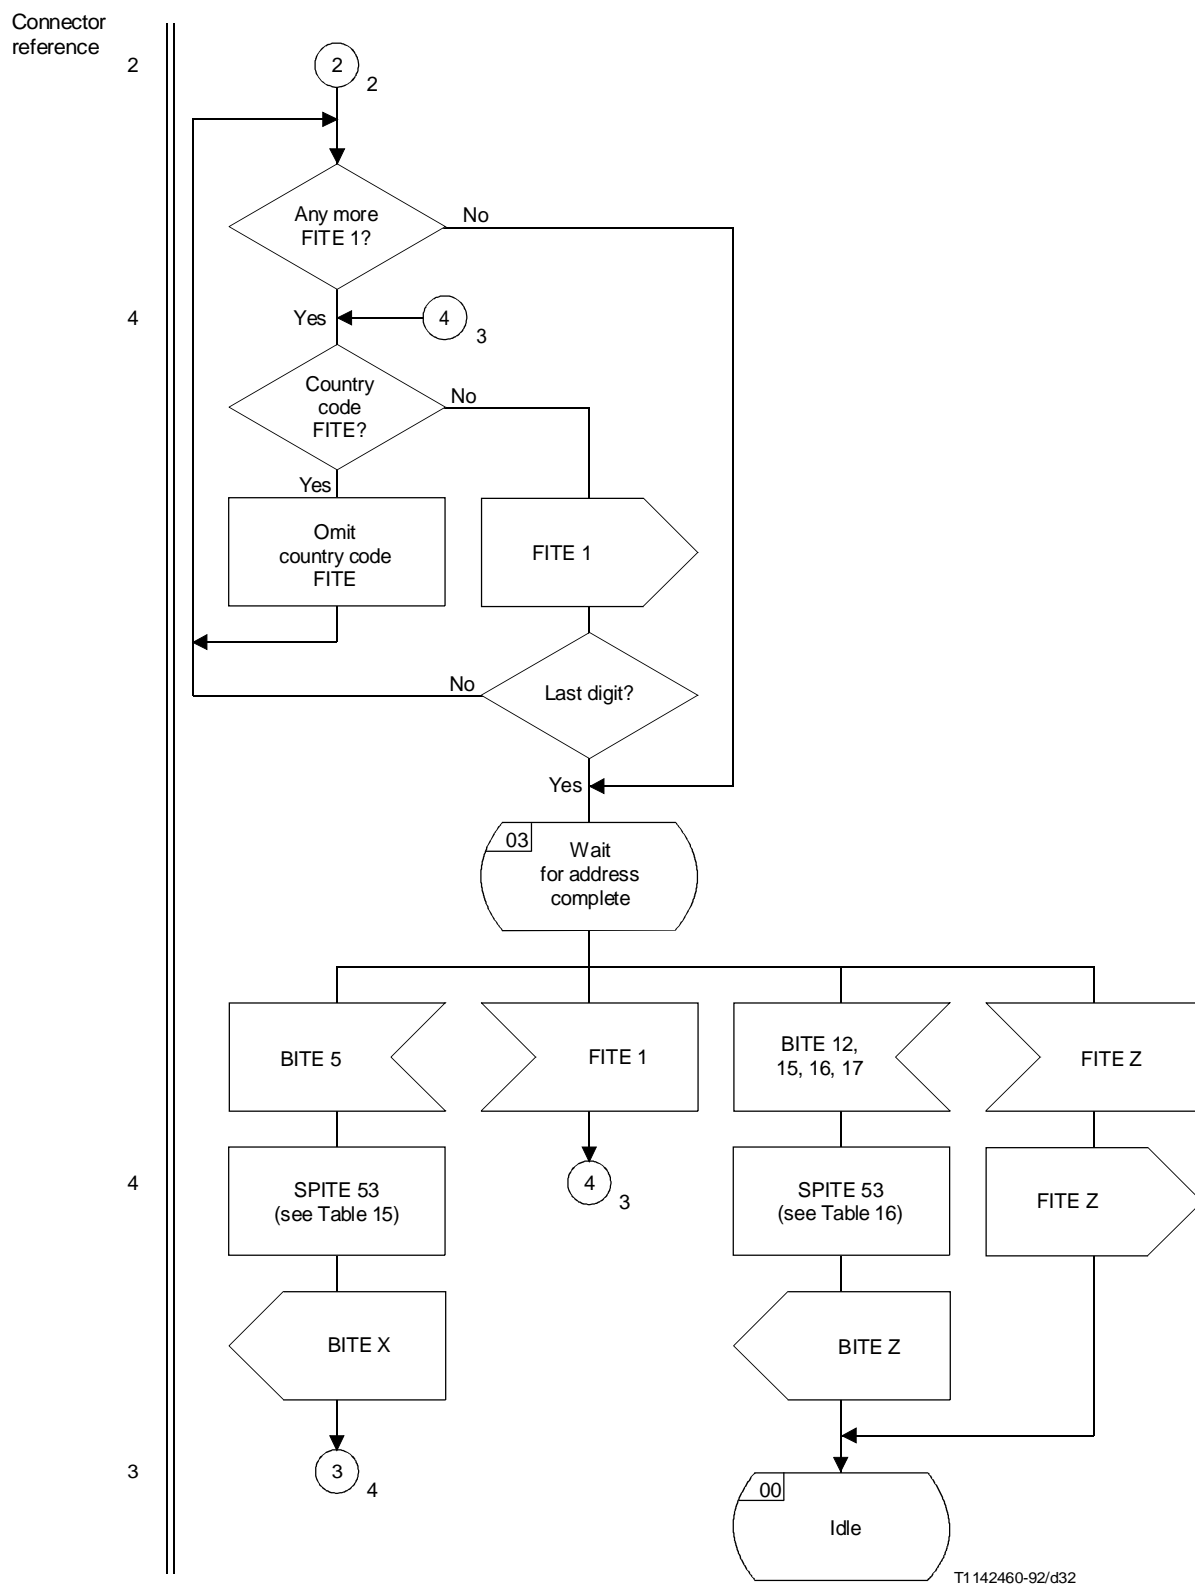 Connector
reference
2
2
2
Any more
FITE 1?
No
4
Yes
4
3
Country
code
FITE?
No
Yes
Omit
country code
FITE
FITE 1
No
Last digit?
Yes
03
Wait
for address
complete
BITE 5
FITE 1
BITE 12,
15, 16, 17
FITE Z
4
SPITE 53
(see Table 15)
4
3
SPITE 53
(see Table 16)
FITE Z
BITE X
BITE Z
3
3
4
00
Idle
T1142460-92/d32